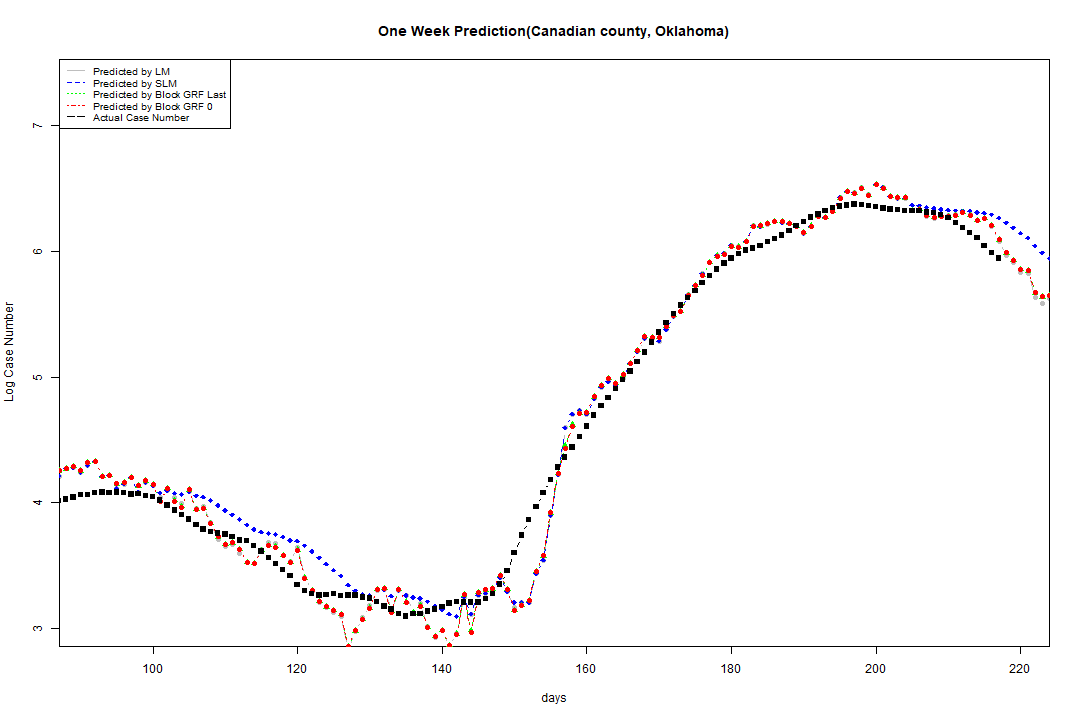 One Week Prediction(Canadian county, Oklahoma)
Predicted by LM
Predicted by SLM
Predicted by Block GRF Last
Predicted by Block GRF 0
Actual Case Number
7
6
5
4
3
Log Case Number
100 120 140 160 180 200 220
days